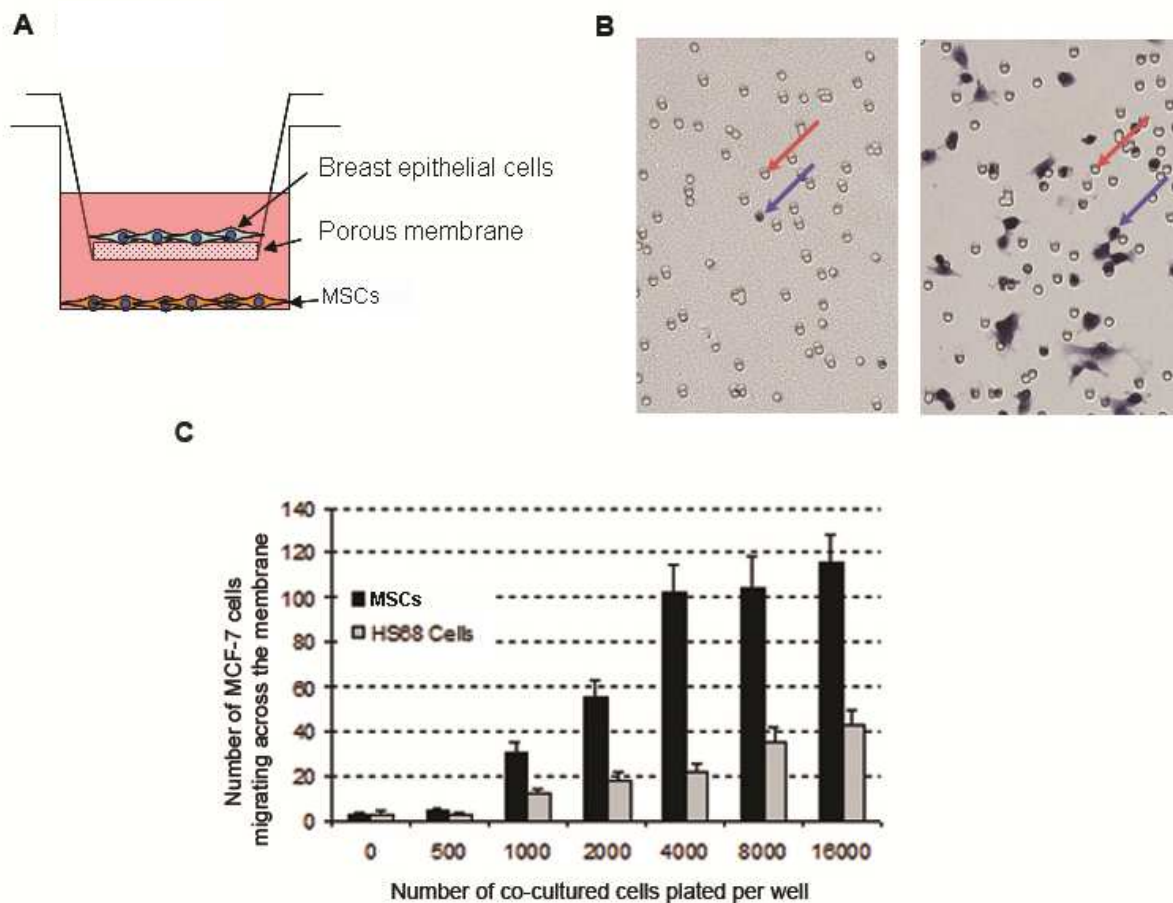 A
Breast epithelial cells
Porous membrane
MSCs
B
C
Number of MCF-7 cells
migrating across the membrane
140
120
100
80
60
40
20
0
MSCs
HS68 Cells
0 500 1000 2000 4000 8000 16000
Number of co-cultured cells plated per well